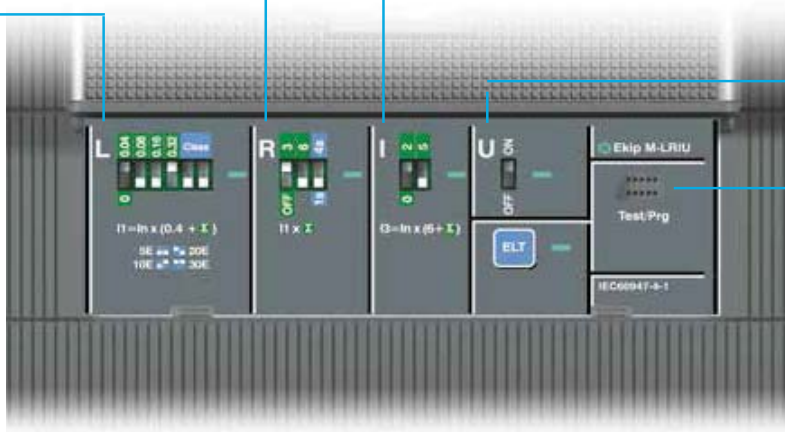 L
0.04 0.08 0.16 0.32 Class
0
I1=In x (0.4 + Σ)
5E 20E
10E 30E
R
3 6 4s
OFF 1s
I1 x Σ
I
2 5
0
I3=In x (6+ Σ)
U
ON
OFF
ELT
Ekip M-LRIU
Test/Prg
IEC60947-4-1